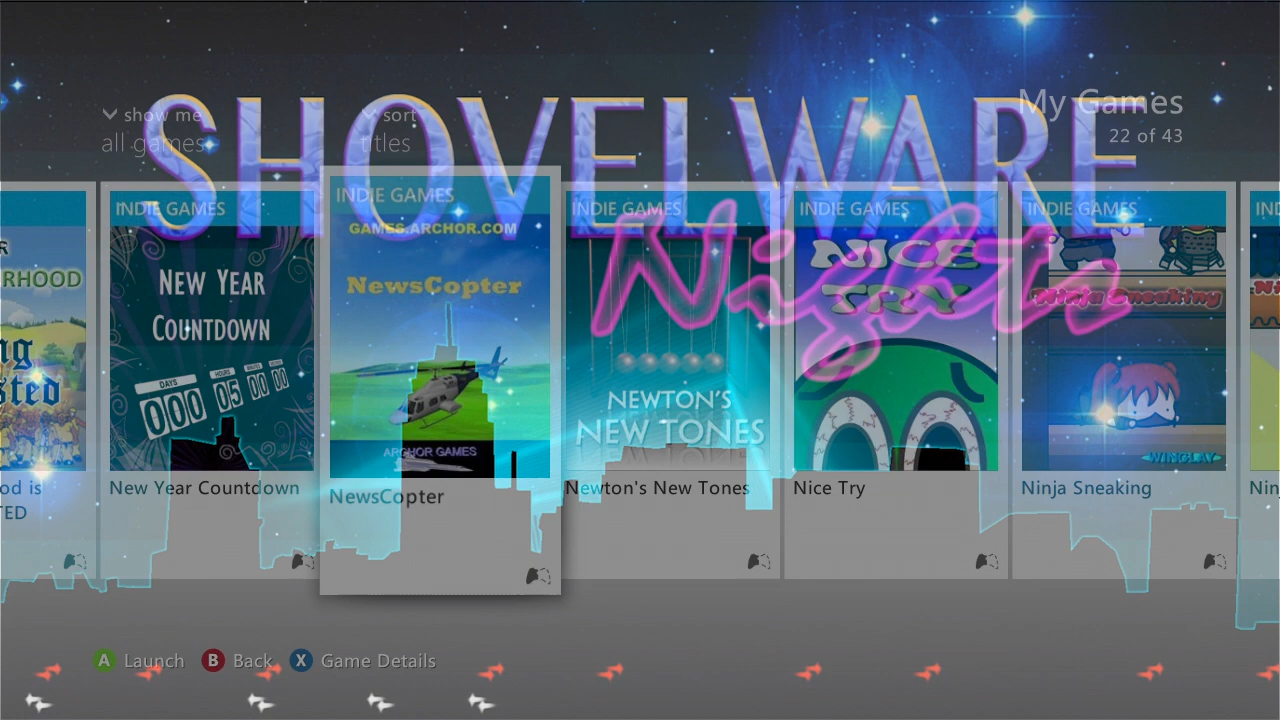 SHOVELWARE
Night
show me
all games
sort
titles
My Games
22 of 43
R
RHOOD
ng
sted
od is
TED
INDIE GAMES
NEW YEAR
COUNTDOWN
DAYS
HOURS
000
05
00
00
New Year Countdown
INDIE GAMES
GAMES.ARCHOR.COM
NewsCopter
ARCHOR GAMES
NewsCopter
INDIE GAMES
NEWTON'S
NEW TONES
Newton's New Tones
INDIE GAMES
NICE
TRY
Nice Try
INDIE GAMES
Ninja Sneaking
WINGLAY
Ninja Sneaking
IND
Ni
Nin
A Launch B Back X Game Details